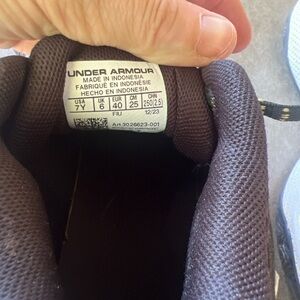 UNDER ARMOUR
MADE IN INDONESIA
FABRIQUÉ EN INDONÉSIE
HECHO EN INDONESIA
USA UK EUR CM CHN
7Y 6 40 25 250(2.5)
FIU 12/23
Art:3026623-001